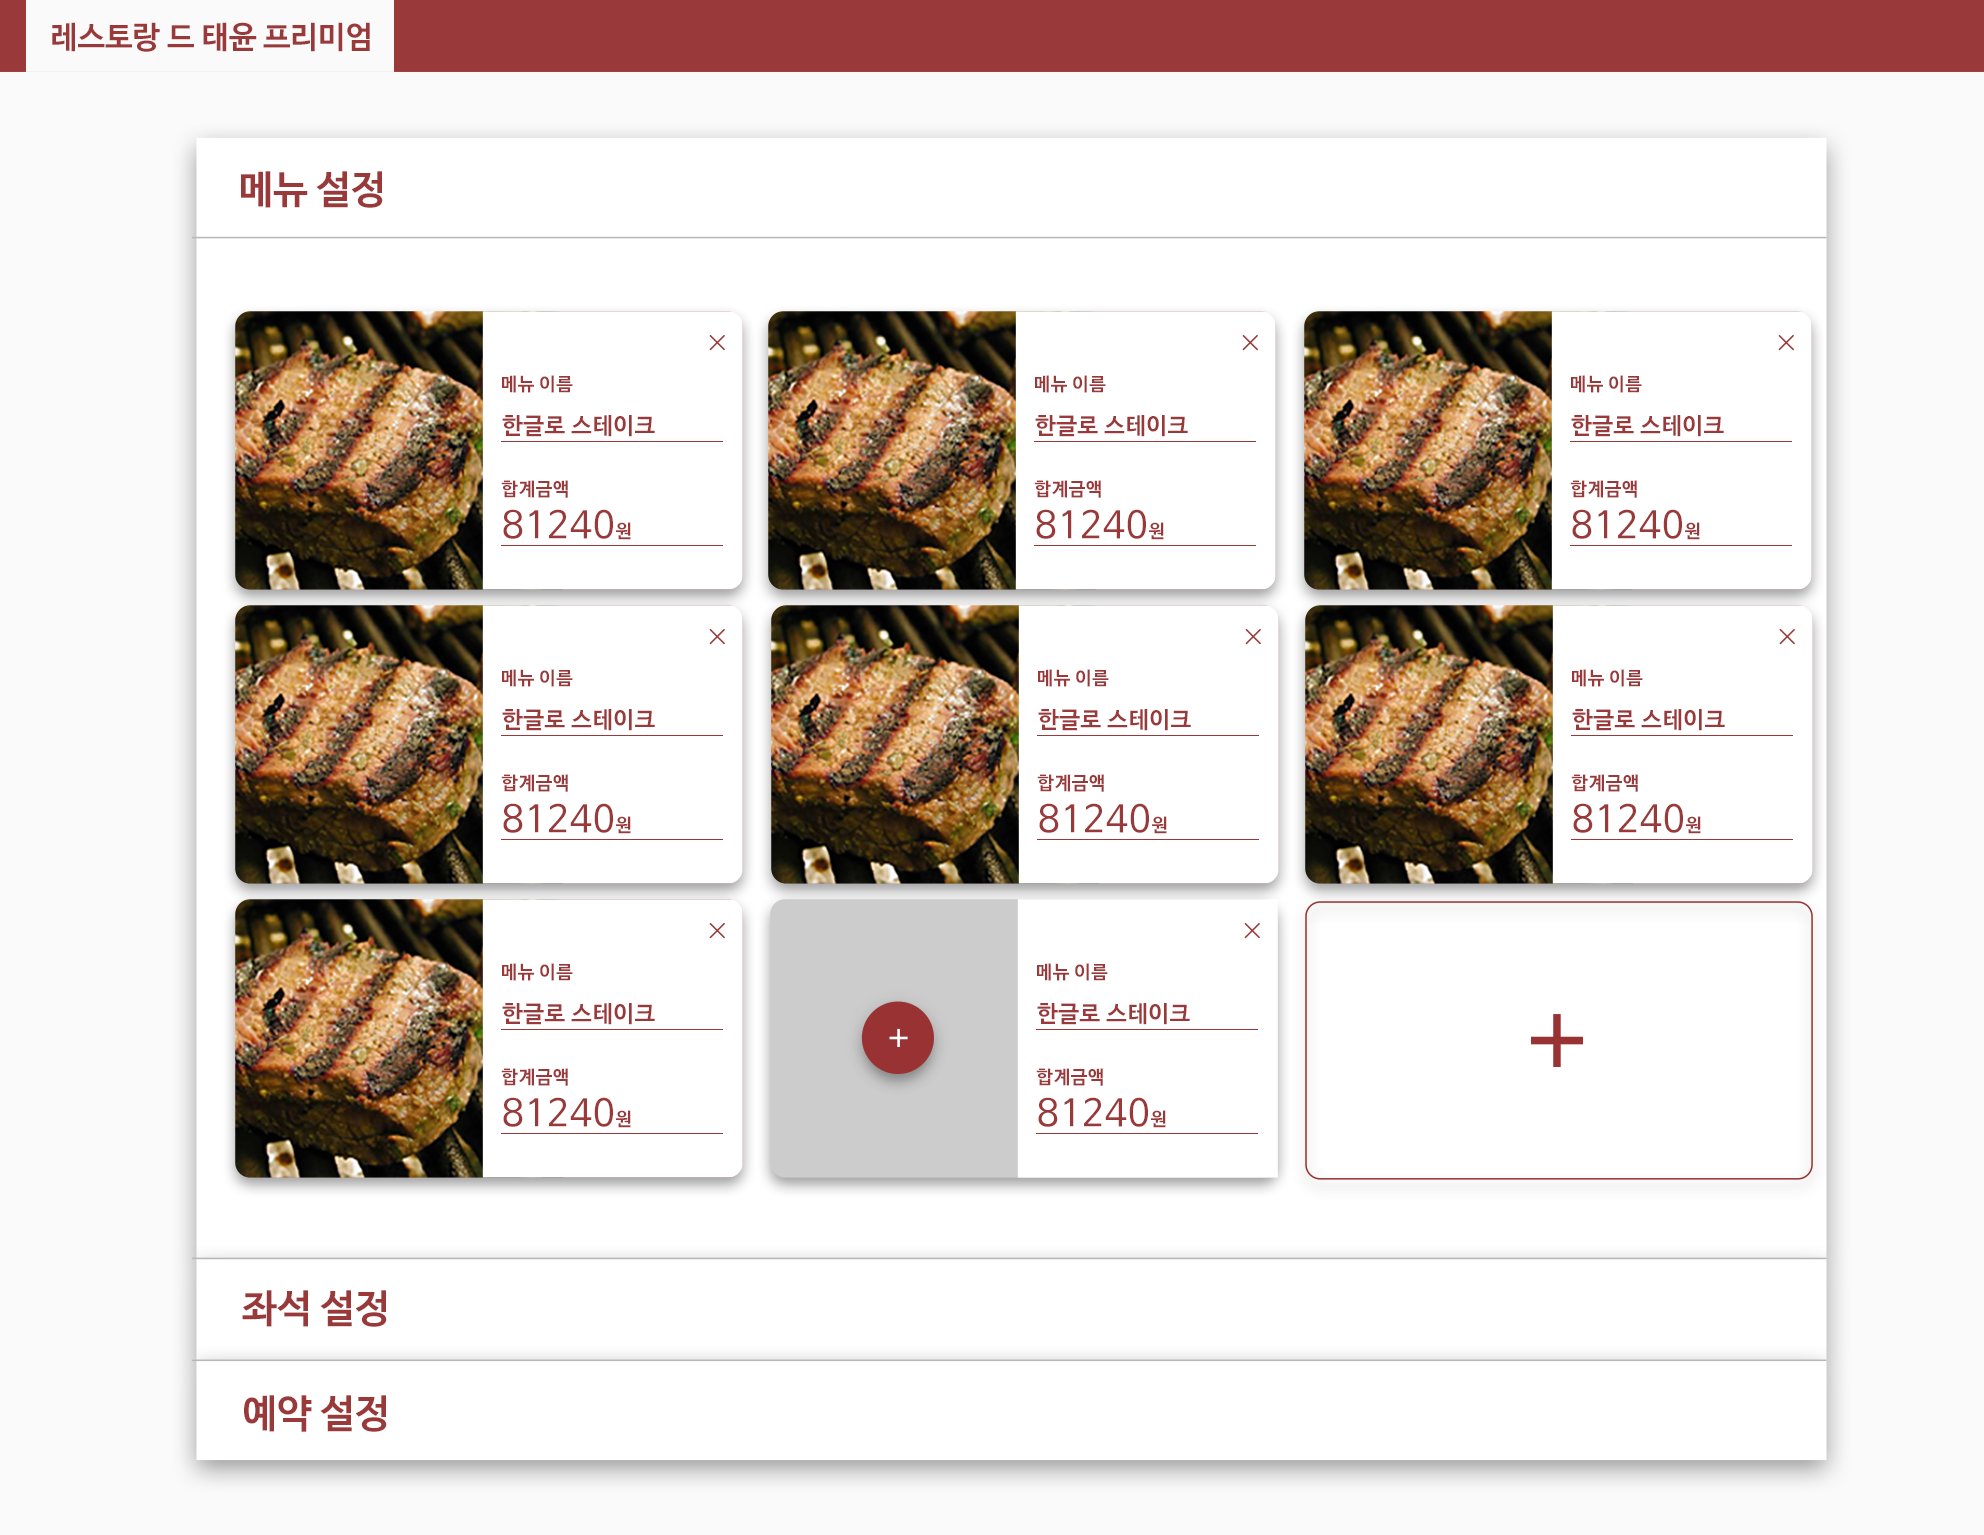 레스토랑 드 태윤 프리미엄
메뉴 설정
메뉴 이름
한글로 스테이크
합계금액
81240원
메뉴 이름
한글로 스테이크
합계금액
81240원
메뉴 이름
한글로 스테이크
합계금액
81240원
메뉴 이름
한글로 스테이크
합계금액
81240원
메뉴 이름
한글로 스테이크
합계금액
81240원
메뉴 이름
한글로 스테이크
합계금액
81240원
메뉴 이름
한글로 스테이크
합계금액
81240원
메뉴 이름
한글로 스테이크
합계금액
81240원
좌석 설정
예약 설정